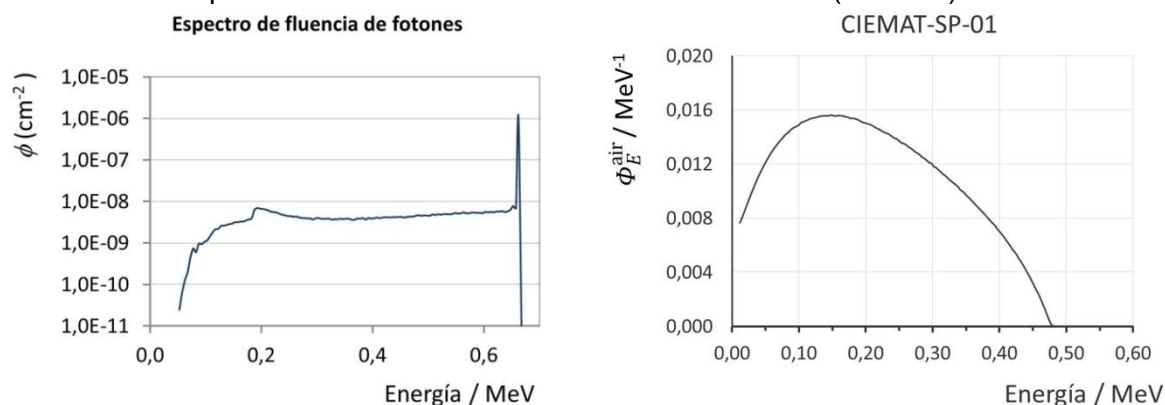 Espectro de fluencia de fotones
ϕ (cm⁻²)
1,0E-05
1,0E-06
1,0E-07
1,0E-08
1,0E-09
1,0E-10
1,0E-11
0,0 0,2 0,4 0,6
Energía / MeV
CIEMAT-SP-01
Φ_E^air / MeV⁻¹
0,020
0,016
0,012
0,008
0,004
0,000
0,00 0,10 0,20 0,30 0,40 0,50 0,60
Energía / MeV